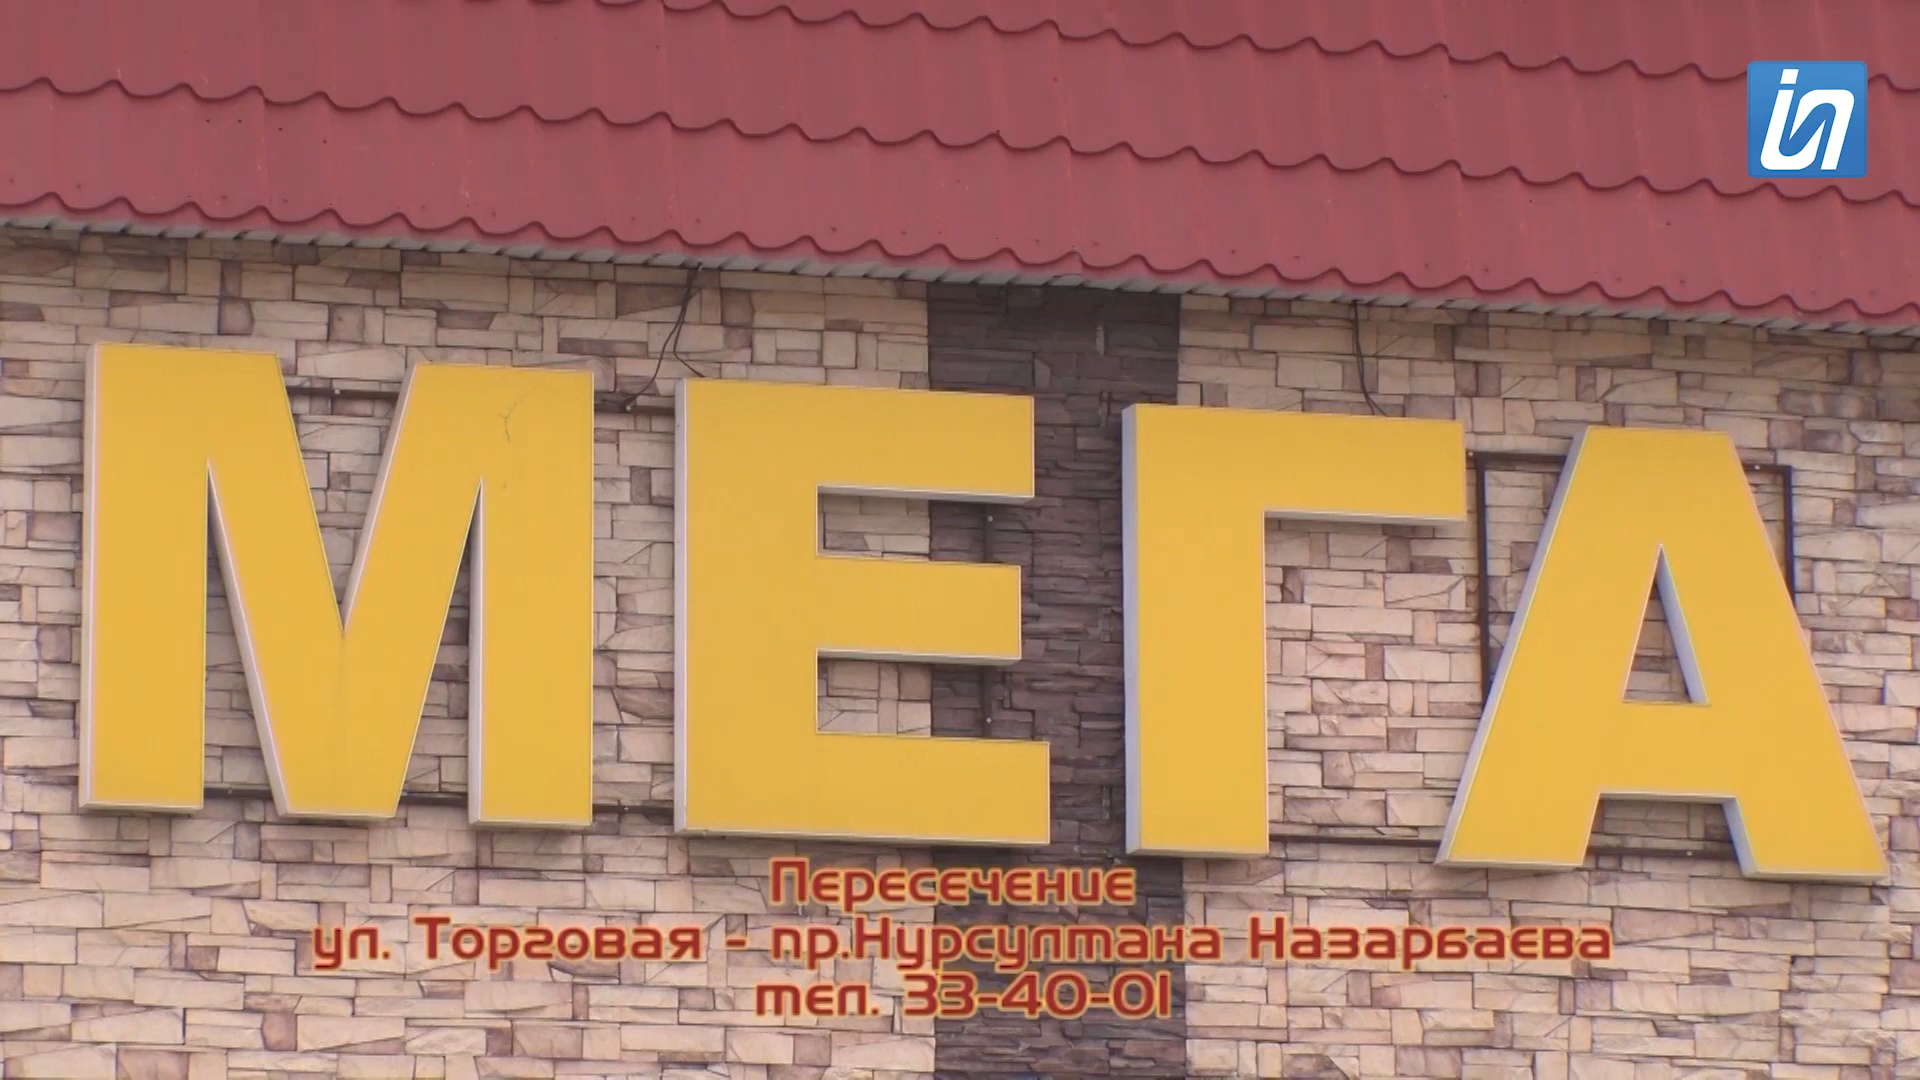 МЕГА
Пересечение
ул. Торговая - пр.Нурсултана Назарбаева
тел. 33-40-01